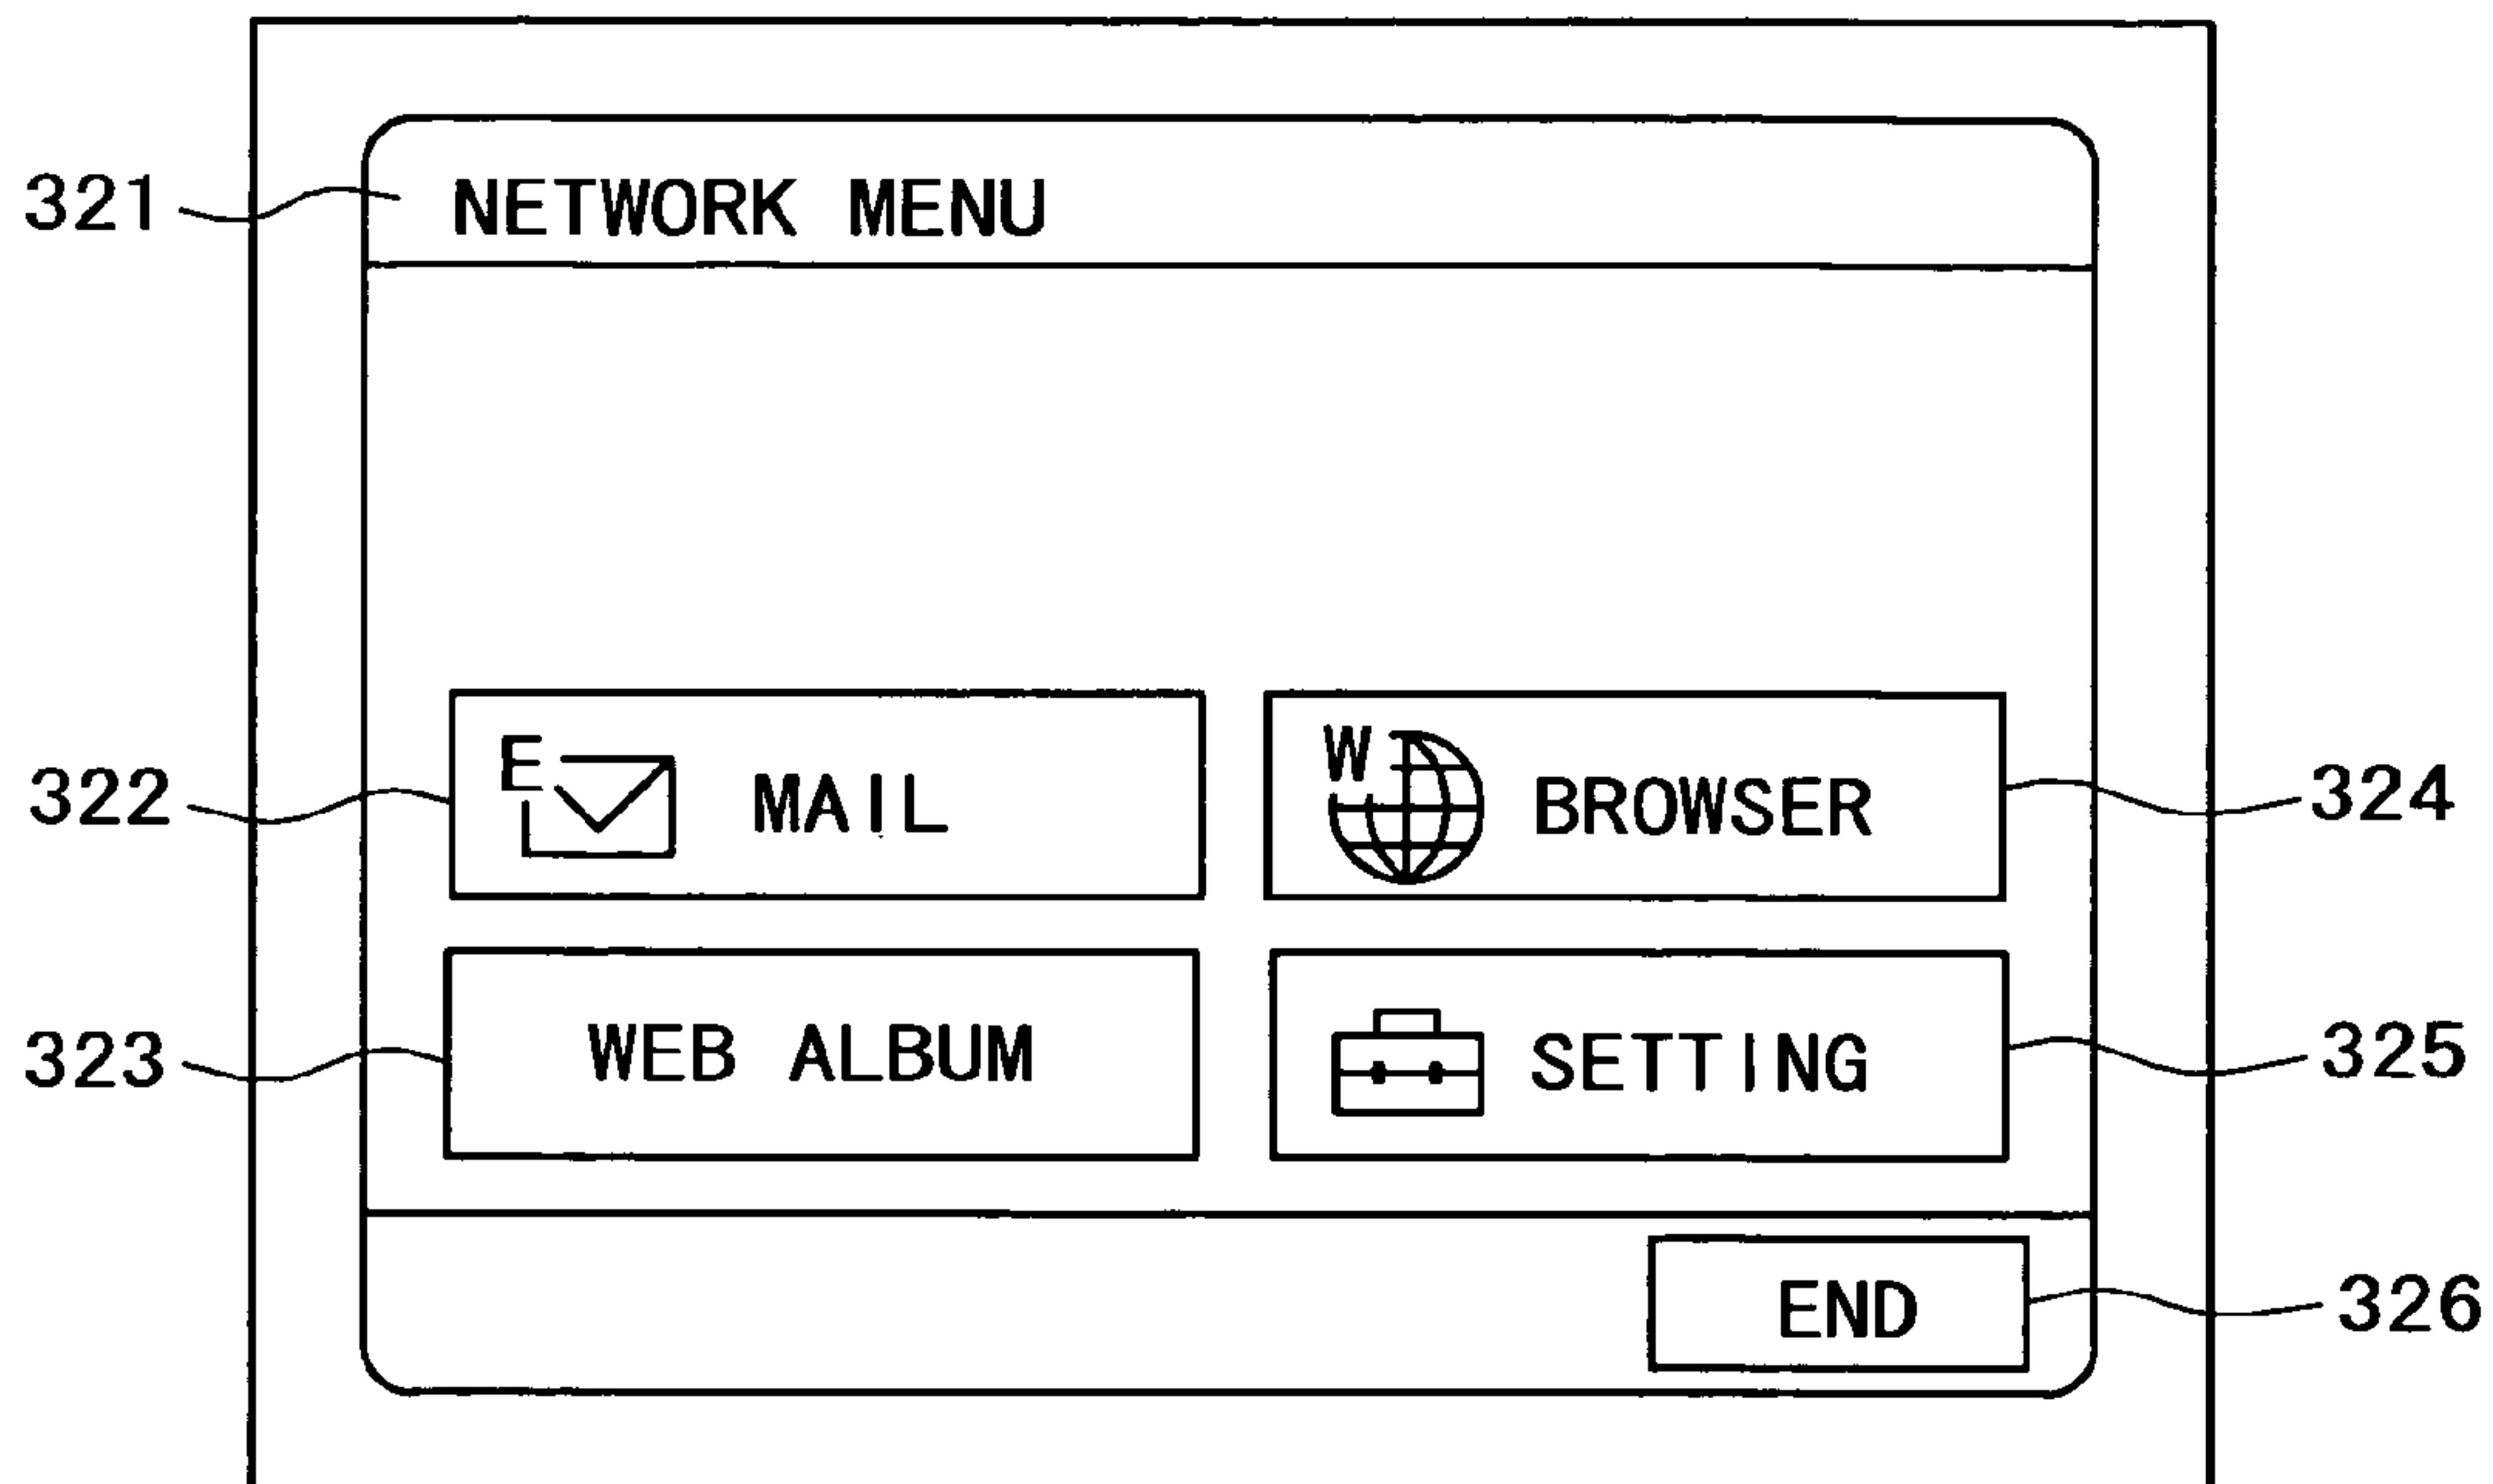 321 NETWORK MENU
322 E MAIL W BROWSER 324
323 WEB ALBUM SETTING 325
END 326